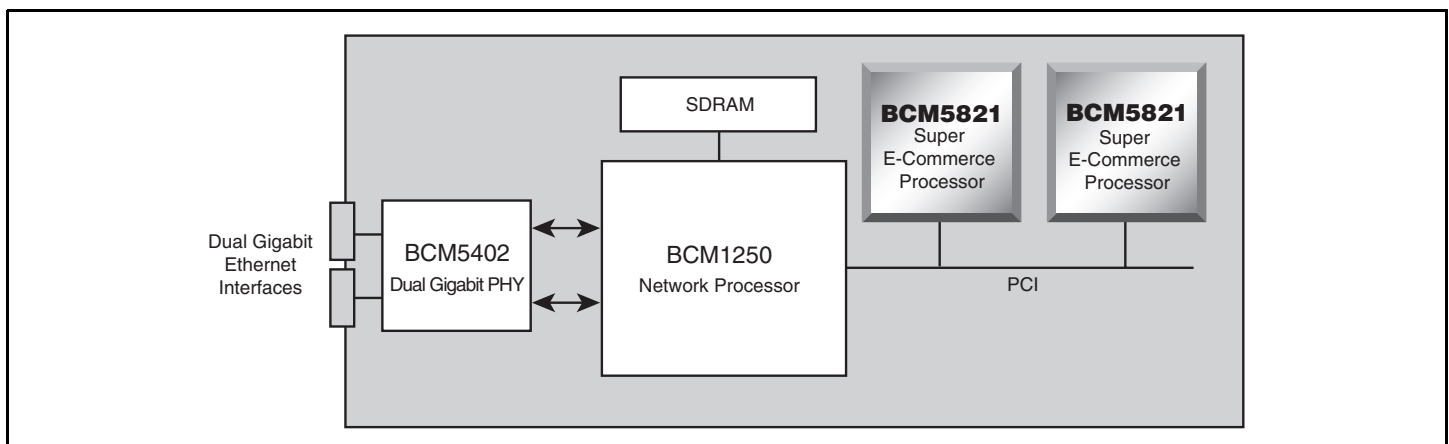 SDRAM
BCM5821
Super
E-Commerce
Processor
BCM5821
Super
E-Commerce
Processor
Dual Gigabit
Ethernet
Interfaces
BCM5402
Dual Gigabit PHY
BCM1250
Network Processor
PCI